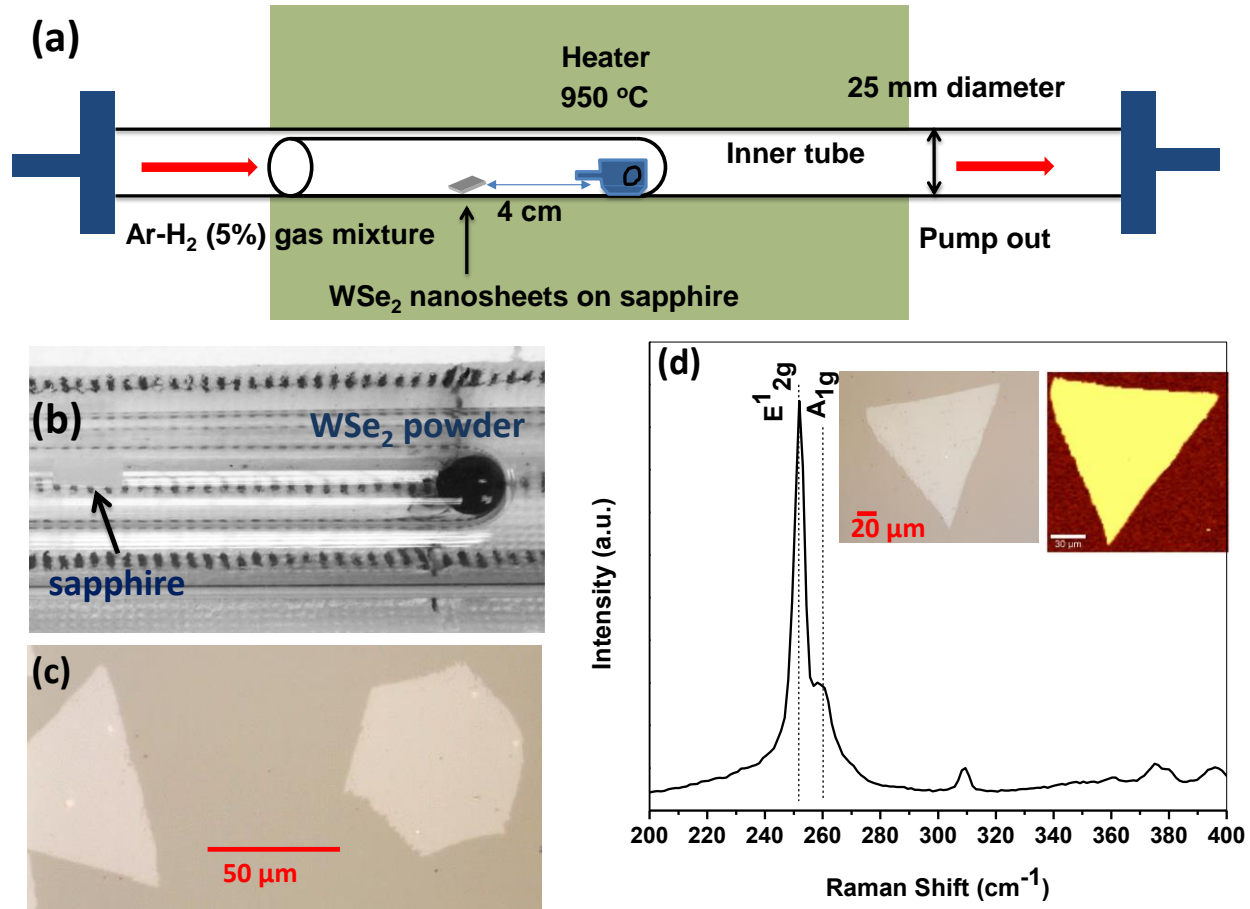 (a)
Heater
950 °C
25 mm diameter
Inner tube
4 cm
Ar-H₂ (5%) gas mixture
Pump out
WSe₂ nanosheets on sapphire
(b)
WSe₂ powder
sapphire
(c)
50 µm
(d)
E¹₂g
A₁g
20 µm
30 µm
Intensity (a.u.)
200 220 240 260 280 300 320 340 360 380 400
Raman Shift (cm⁻¹)